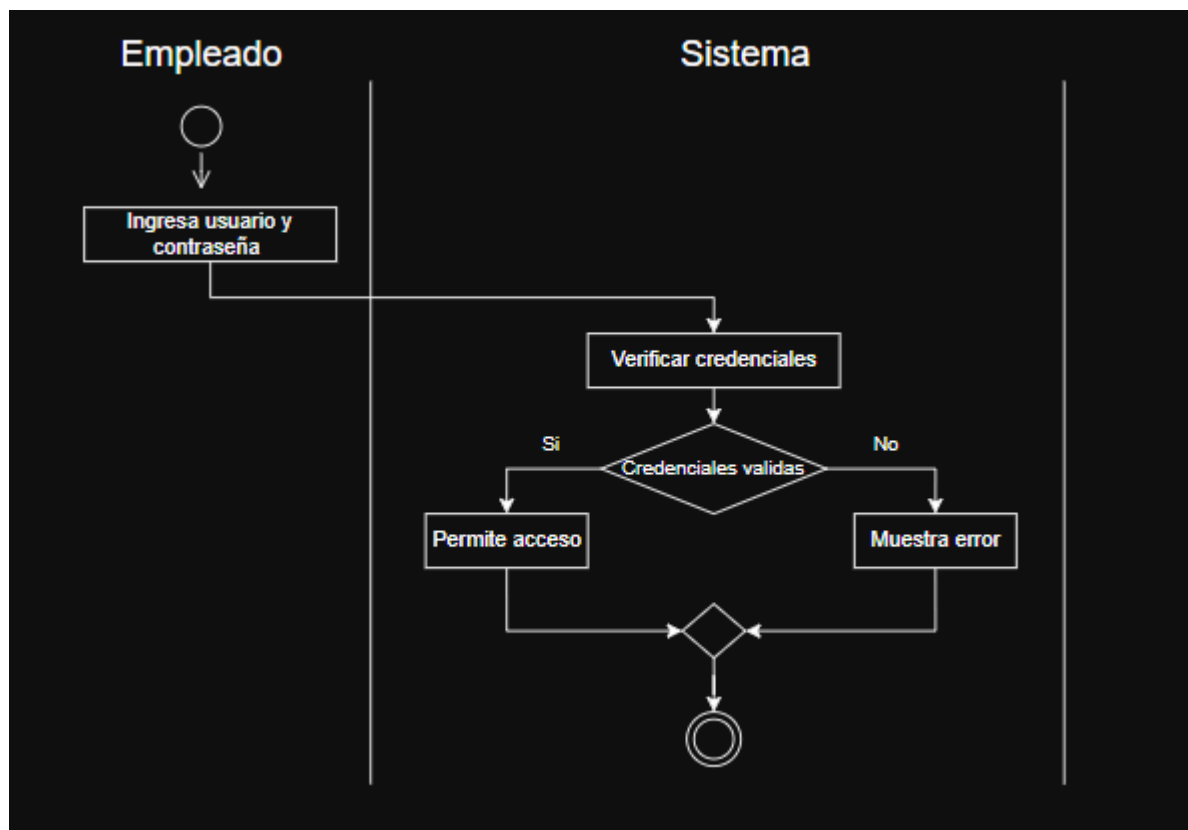 Empleado
Sistema
Ingresa usuario y
contraseña
Verificar credenciales
Si
No
Credenciales validas
Permite acceso
Muestra error